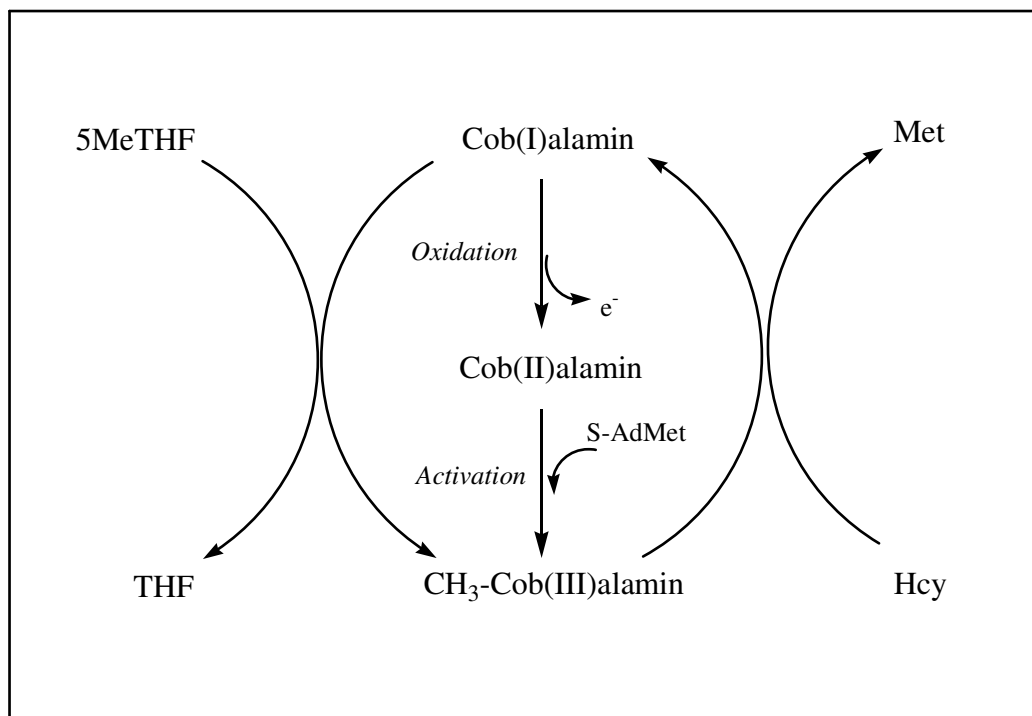 5MeTHF
Cob(I)alamin
Met
Oxidation
e⁻
Cob(II)alamin
S-AdMet
Activation
THF
CH₃-Cob(III)alamin
Hcy